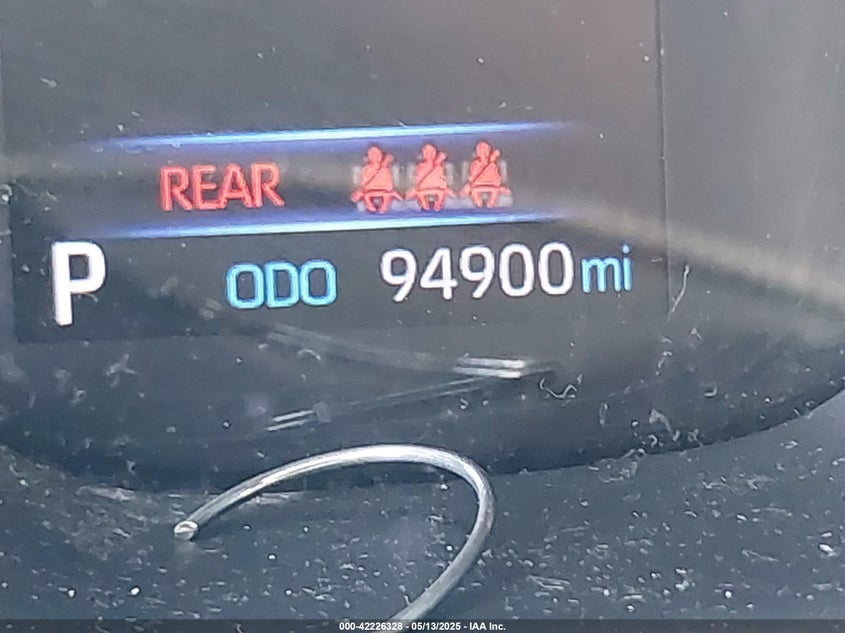 REAR
P ODO 94900mi
000-42226328 - 05/13/2025 - IAA Inc.